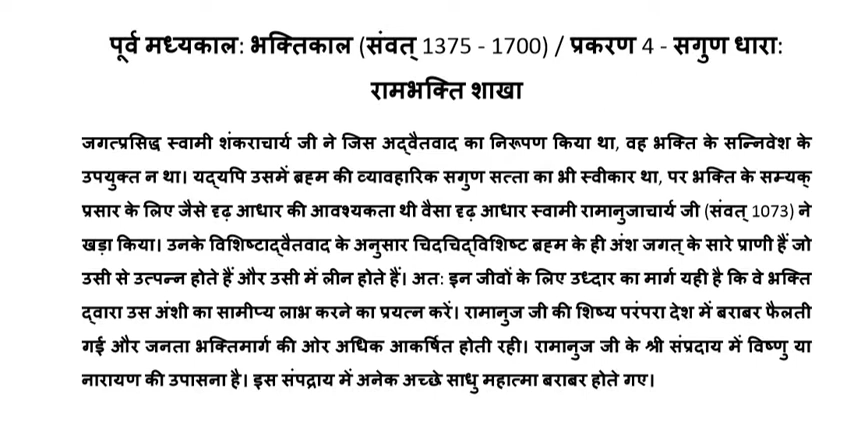 पूर्व मध्यकाल: भक्तिकाल (संवत् 1375 - 1700) / प्रकरण 4 - सगुण धारा:
रामभक्ति शाखा
जगत्प्रसिद्ध स्वामी शंकराचार्य जी ने जिस अद्वैतवाद का निरूपण किया था, वह भक्ति के सन्निवेश के
उपयुक्त न था। यद्यपि उसमें ब्रह्म की व्यावहारिक सगुण सत्ता का भी स्वीकार था, पर भक्ति के सम्यक्
प्रसार के लिए जैसे दृढ़ आधार की आवश्यकता थी वैसा दृढ़ आधार स्वामी रामानुजाचार्य जी (संवत् 1073) ने
खड़ा किया। उनके विशिष्टाद्वैतवाद के अनुसार चिदचिद्विशिष्ट ब्रह्म के ही अंश जगत् के सारे प्राणी हैं जो
उसी से उत्पन्न होते हैं और उसी में लीन होते हैं। अत: इन जीवों के लिए उध्दार का मार्ग यही है कि वे भक्ति
द्वारा उस अंशी का सामीप्य लाभ करने का प्रयत्न करें। रामानुज जी की शिष्य परंपरा देश में बराबर फैलती
गई और जनता भक्तिमार्ग की ओर अधिक आकर्षित होती रही। रामानुज जी के श्री संप्रदाय में विष्णु या
नारायण की उपासना है। इस संपद्राय में अनेक अच्छे साधु महात्मा बराबर होते गए।